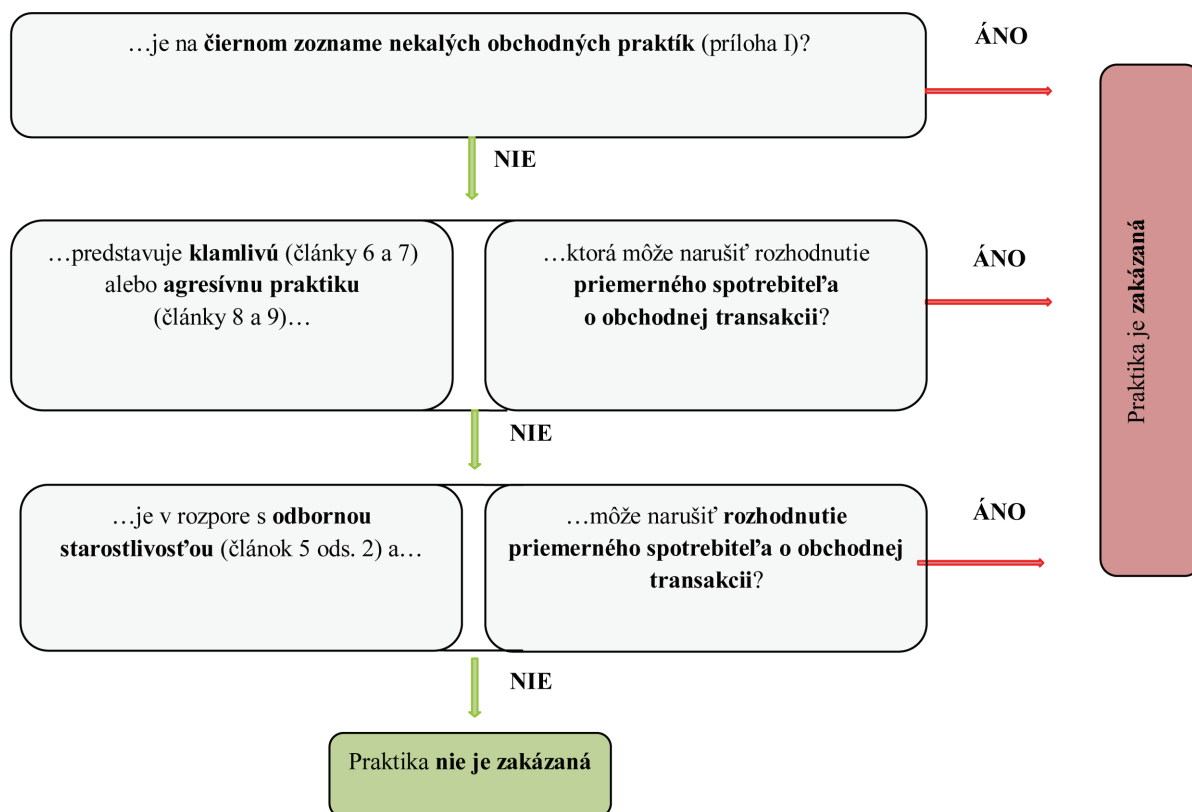 …je na čiernom zozname nekalých obchodných praktík (príloha I)?
ÁNO
NIE
…predstavuje klamlivú (články 6 a 7)
alebo agresívnu praktiku
(články 8 a 9)…
…ktorá môže narušiť rozhodnutie
priemerného spotrebiteľa
o obchodnej transakcii?
ÁNO
NIE
…je v rozpore s odbornou
starostlivosťou (článok 5 ods. 2) a…
…môže narušiť rozhodnutie
priemerného spotrebiteľa o obchodnej
transakcii?
ÁNO
NIE
Praktika je zakázaná
Praktika nie je zakázaná